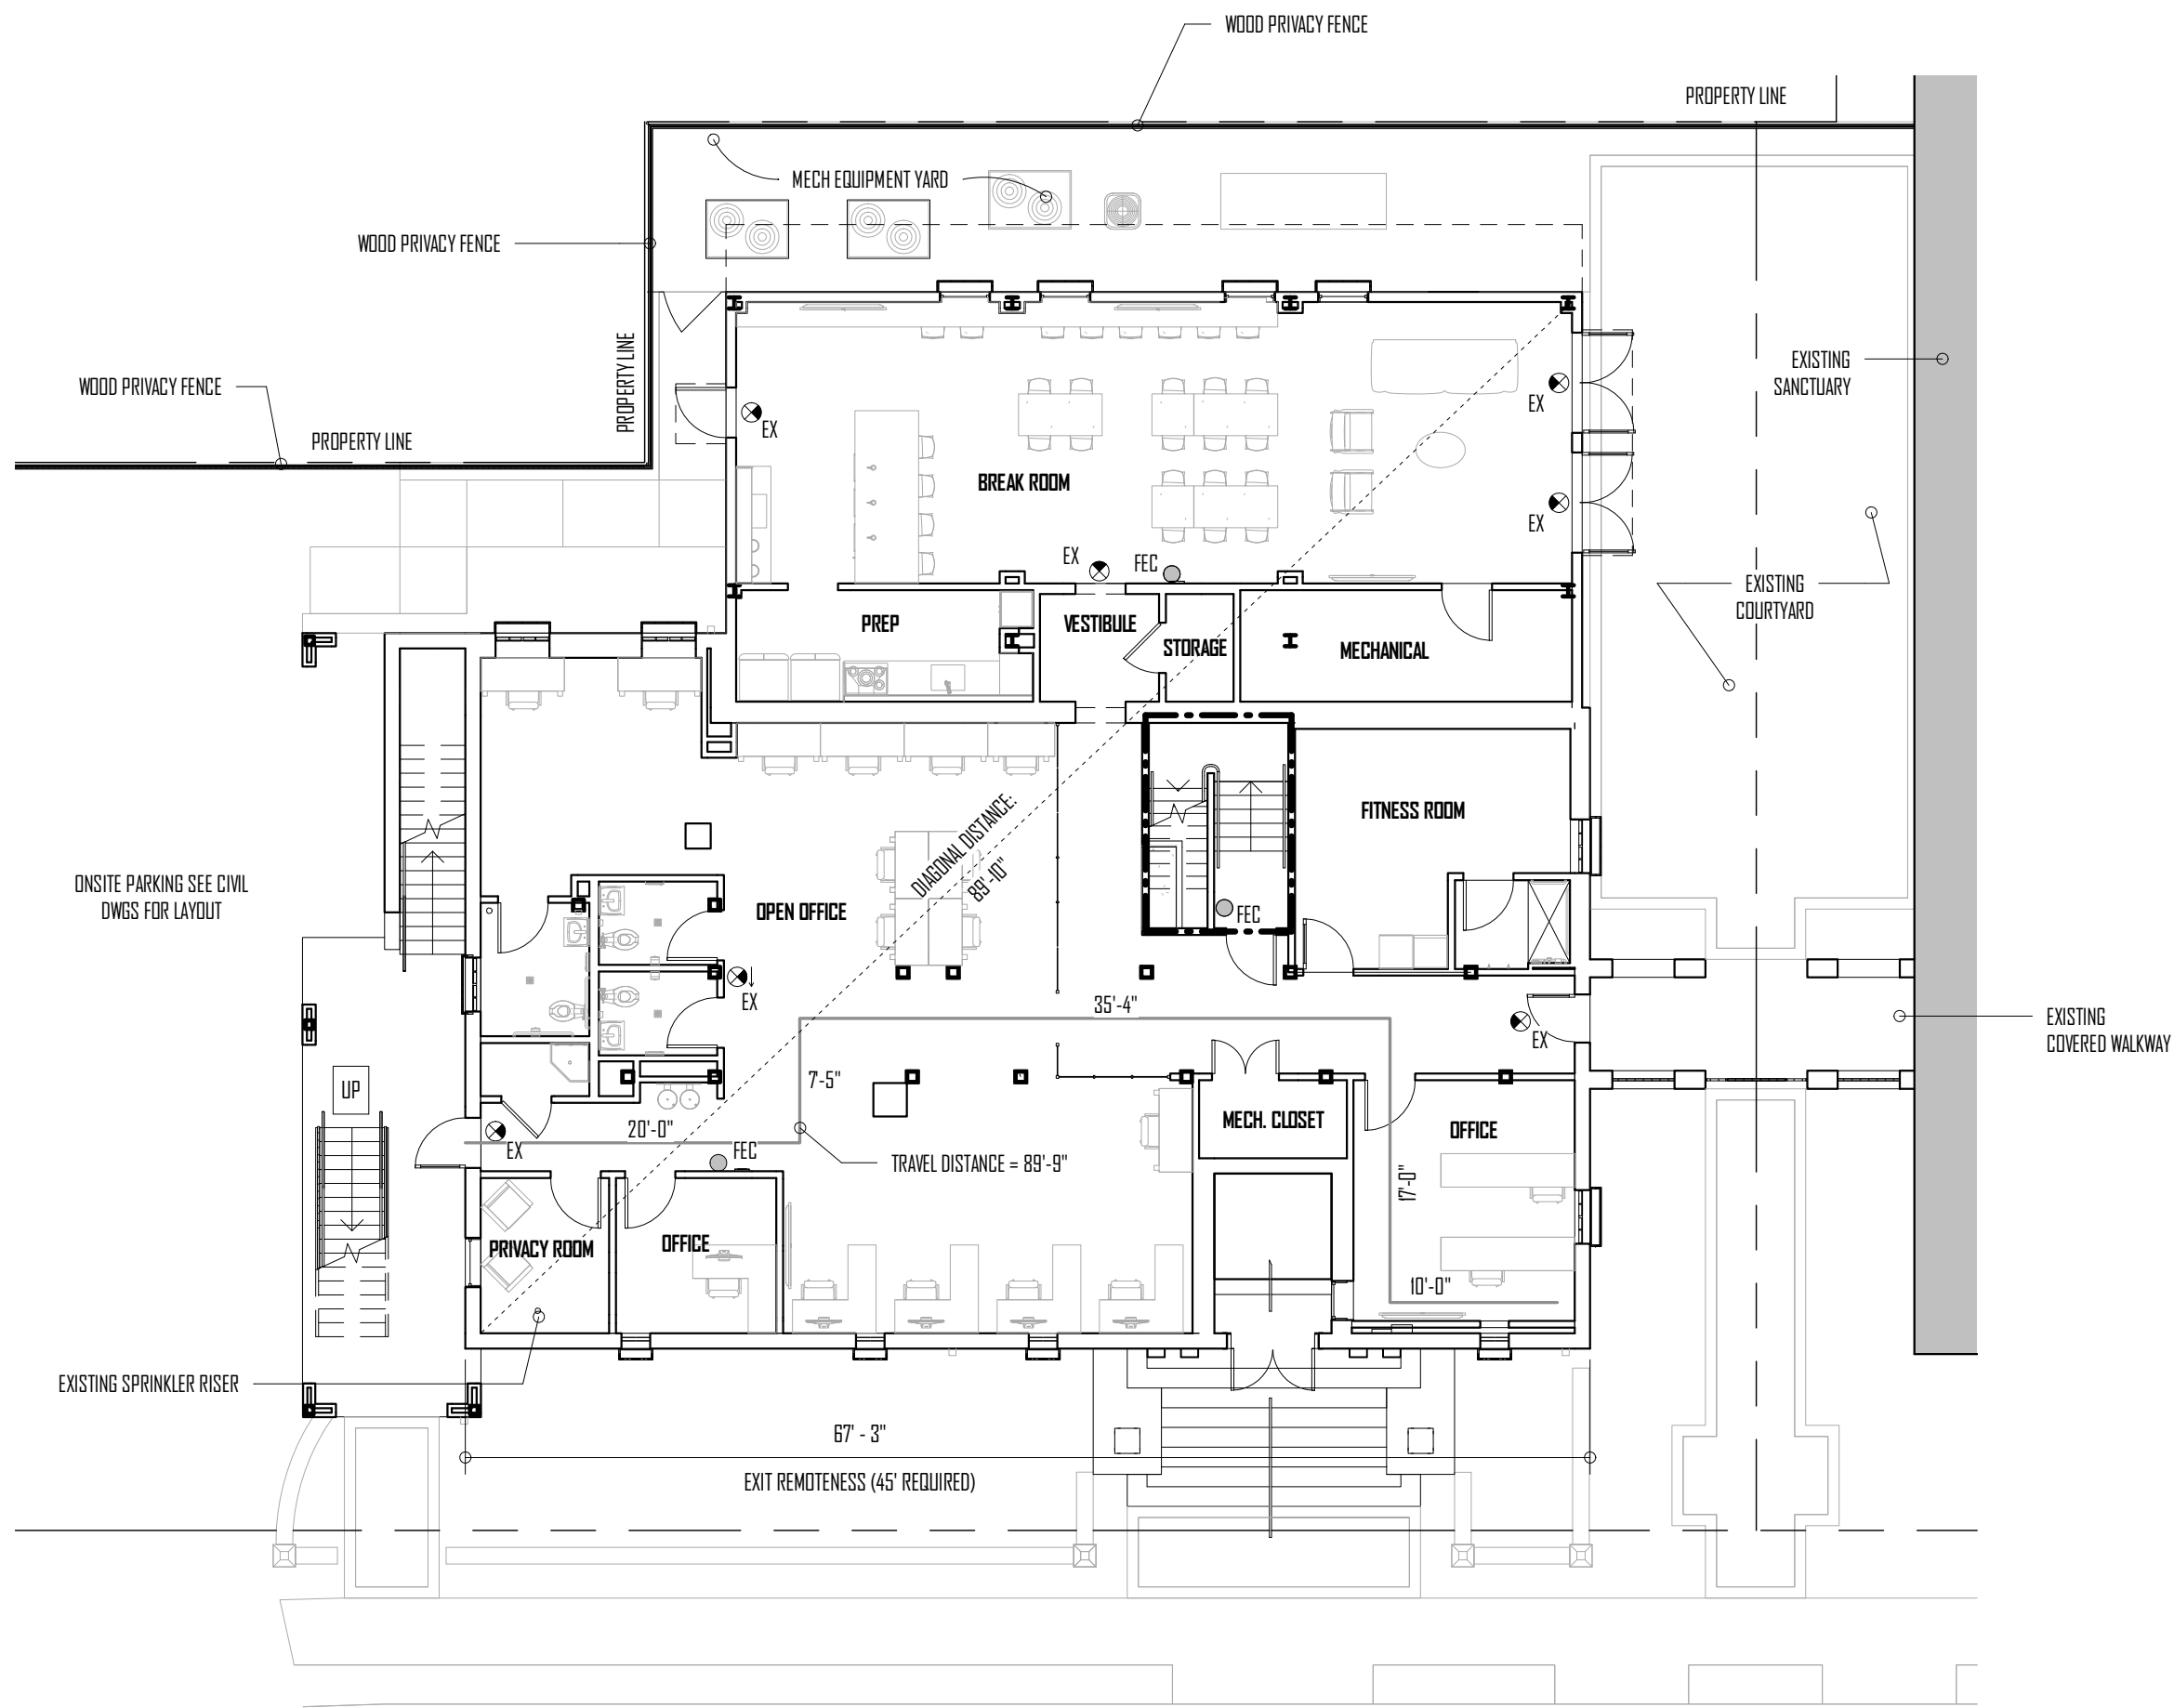 WOOD PRIVACY FENCE
PROPERTY LINE
MECH EQUIPMENT YARD
WOOD PRIVACY FENCE
PROPERTY LINE
EXISTING
SANCTUARY
WOOD PRIVACY FENCE
PROPERTY LINE
EX
EX
BREAK ROOM
EX
EX
FEC
EXISTING
COURTYARD
PREP
VESTIBULE
STORAGE
MECHANICAL
FITNESS ROOM
DIAGONAL DISTANCE:
89'-10"
ONSITE PARKING SEE CIVIL
DWGS FOR LAYOUT
OPEN OFFICE
FEC
EX
35'-4"
EX
EXISTING
COVERED WALKWAY
UP
7'-5"
20'-0"
EX
FEC
TRAVEL DISTANCE = 89'-9"
MECH. CLOSET
OFFICE
17'-0"
PRIVACY ROOM
OFFICE
10'-0"
EXISTING SPRINKLER RISER
67' - 3"
EXIT REMOTENESS (45' REQUIRED)